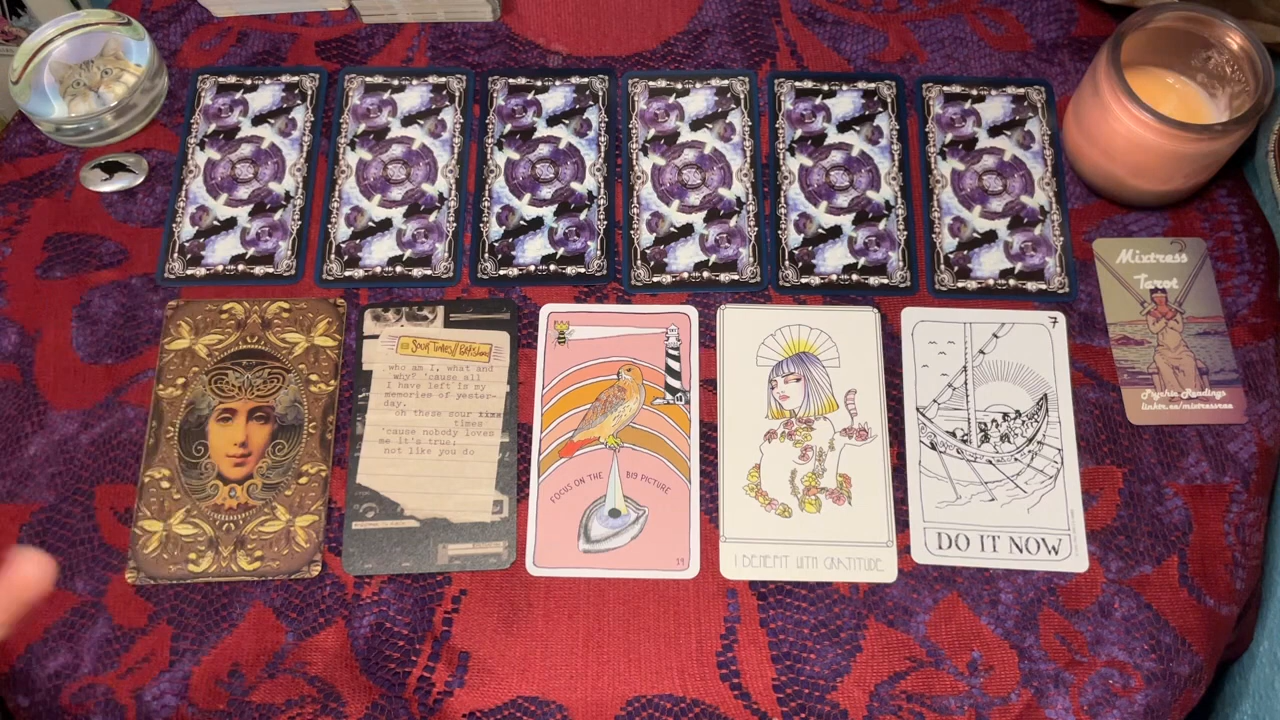 Mixtress
Tarot
Psychic Readings
linktr.ee/mixtressrae
Sour Times//Portishead
who am I, what and
why? 'cause all
I have left is my
memories of yester-
day.
oh these sour
times
'cause nobody loves
me it's true;
not like you do
FOCUS ON THE BIG PICTURE
19
I BENEFIT WITH GRATITUDE
7
DO IT NOW